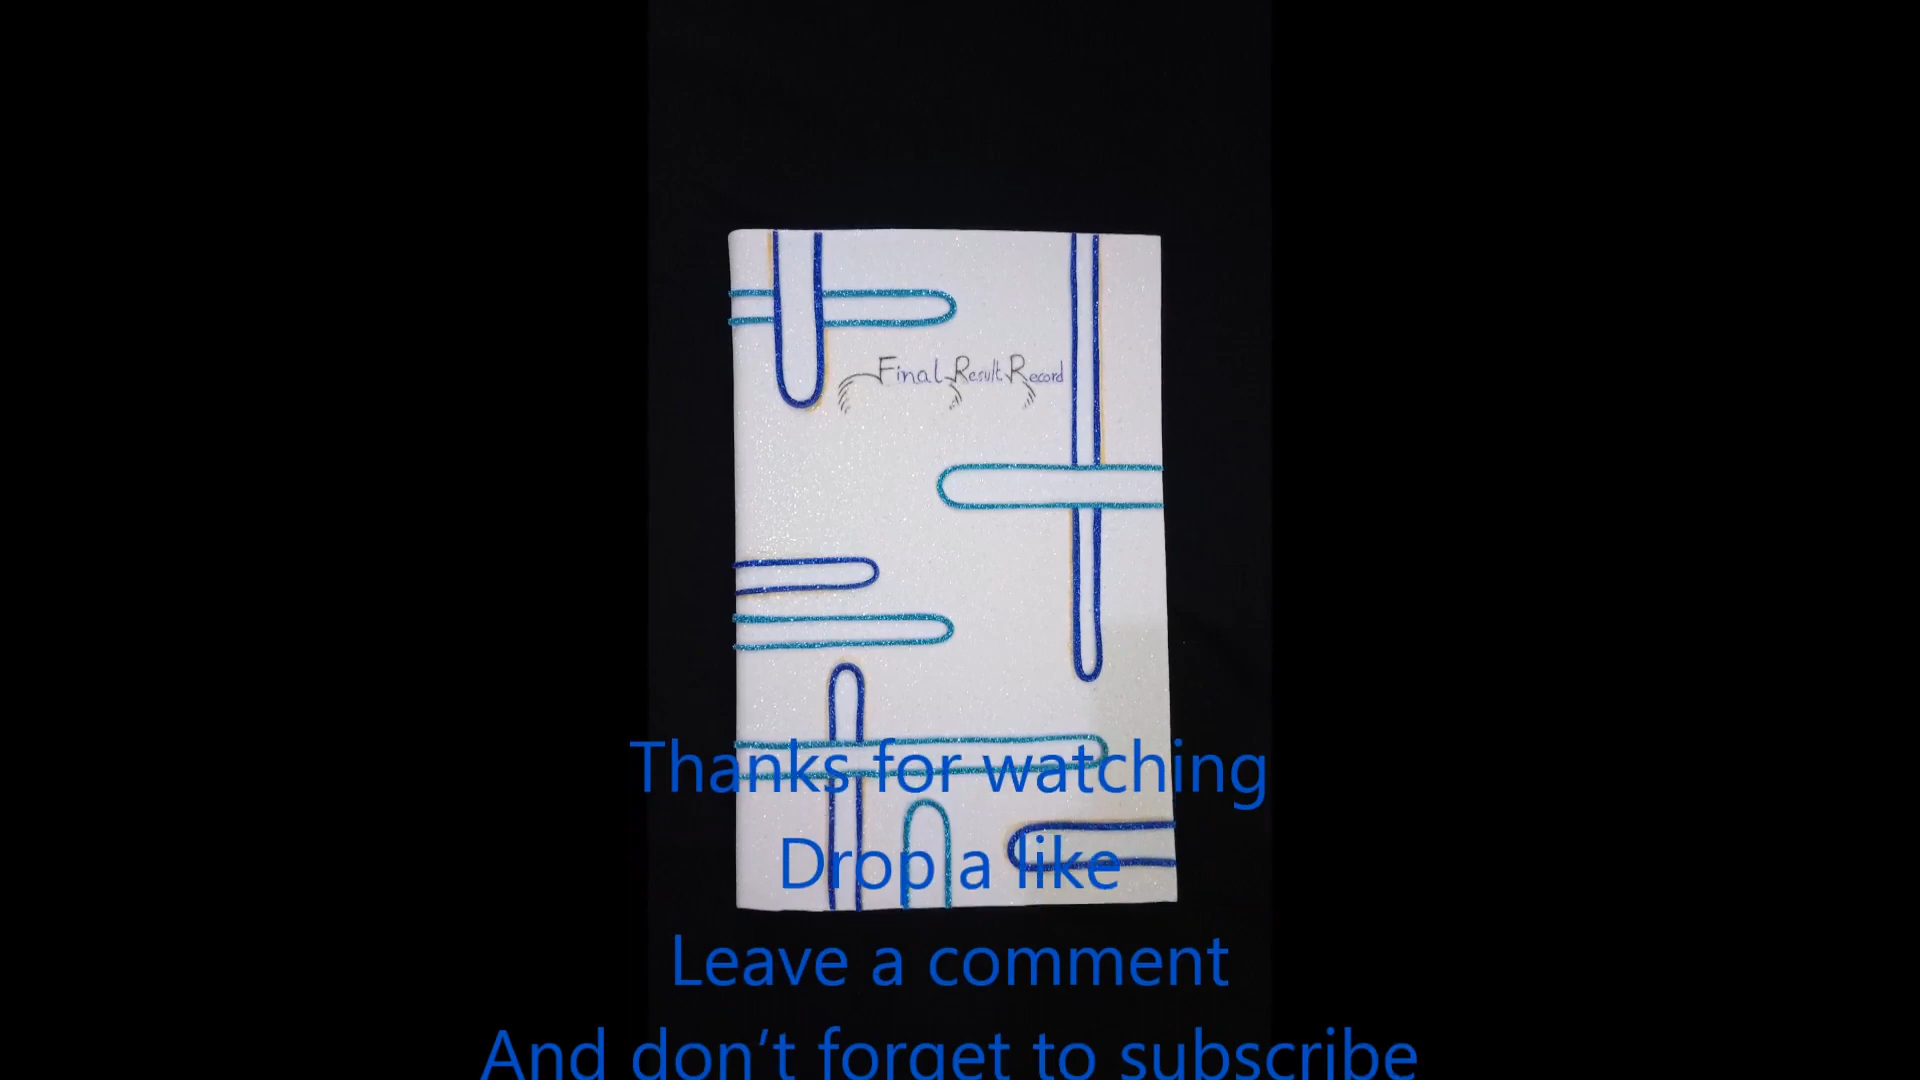 Final Result Record
Thanks for watching
Drop a like
Leave a comment
And don’t forget to subscribe